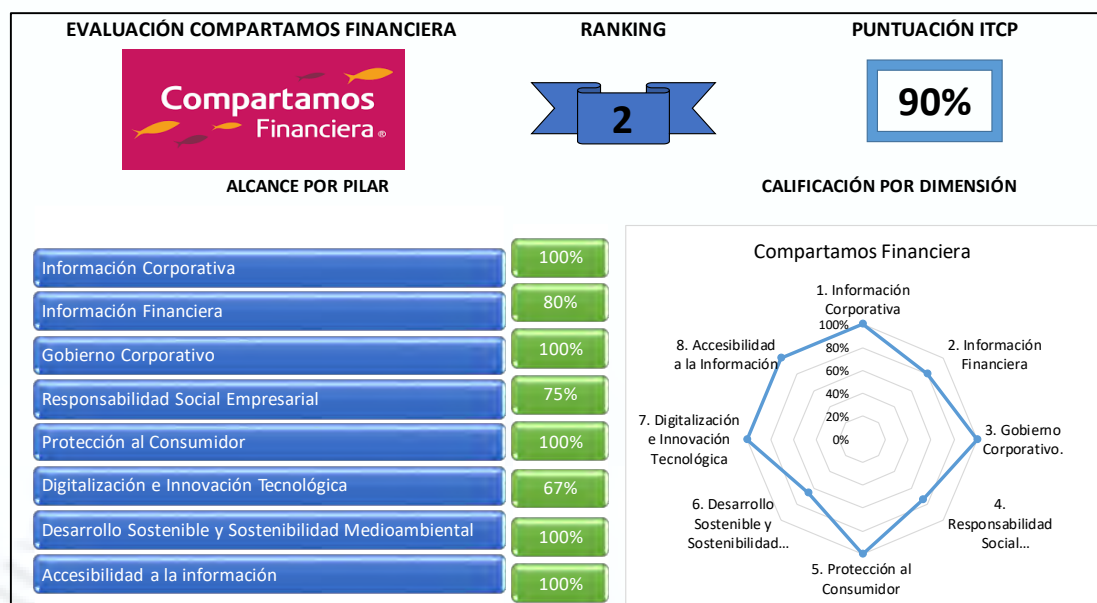 EVALUACIÓN COMPARTAMOS FINANCIERA
RANKING
PUNTUACIÓN ITCP
Compartamos
Financiera ®
2
90%
ALCANCE POR PILAR
CALIFICACIÓN POR DIMENSIÓN
Información Corporativa
100%
Información Financiera
80%
Gobierno Corporativo
100%
Responsabilidad Social Empresarial
75%
Protección al Consumidor
100%
Digitalización e Innovación Tecnológica
67%
Desarrollo Sostenible y Sostenibilidad Medioambiental
100%
Accesibilidad a la información
100%
Compartamos Financiera
1. Información
Corporativa
2. Información
Financiera
3. Gobierno
Corporativo.
4.
Responsabilidad
Social...
5. Protección al
Consumidor
6. Desarrollo
Sostenible y
Sostenibilidad...
7. Digitalización
e Innovación
Tecnológica
8. Accesibilidad
a la Información
100%
80%
60%
40%
20%
0%